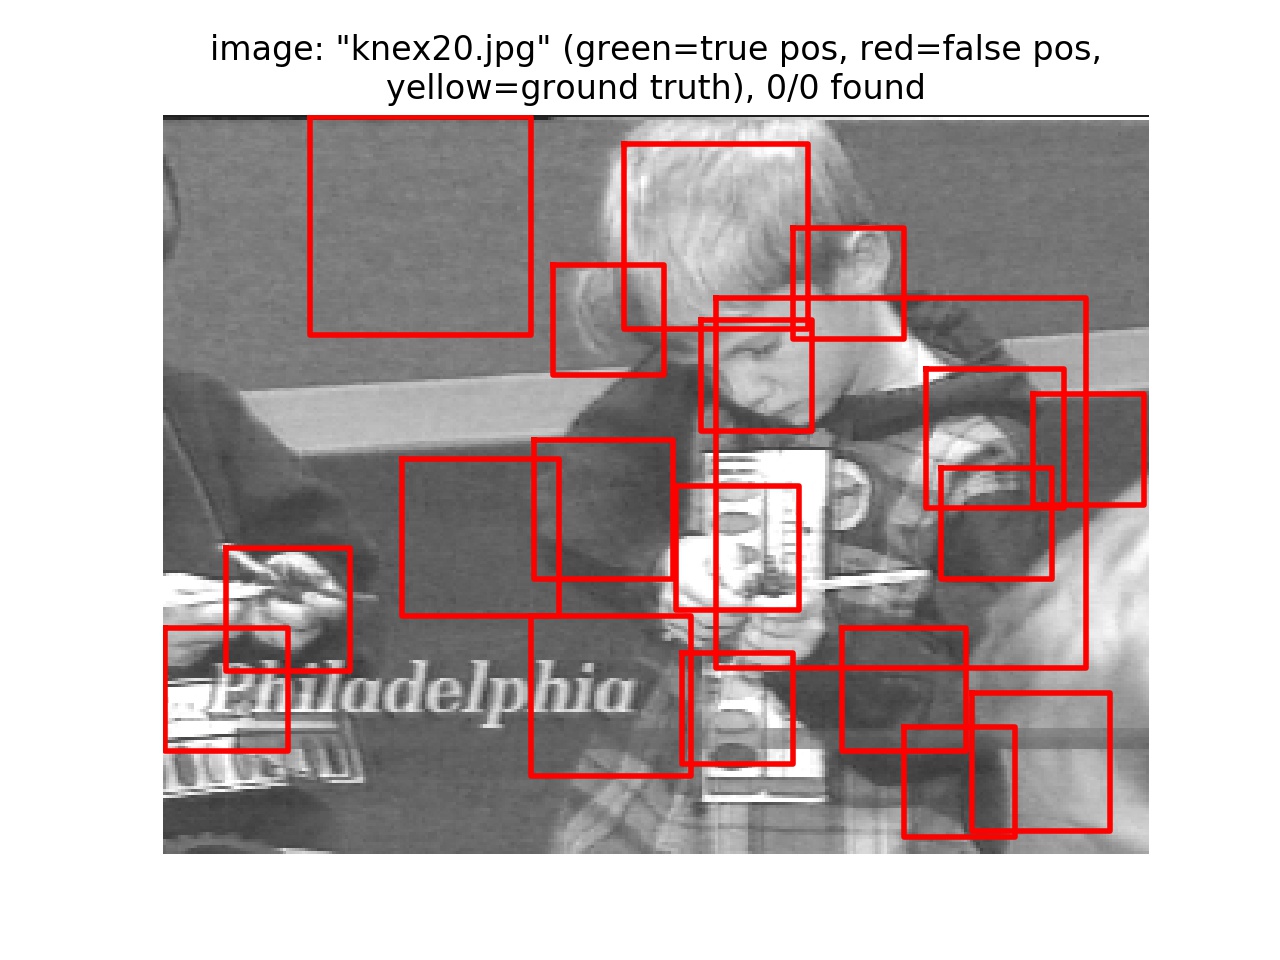 image: "knex20.jpg" (green=true pos, red=false pos,
yellow=ground truth), 0/0 found
Philadelphia